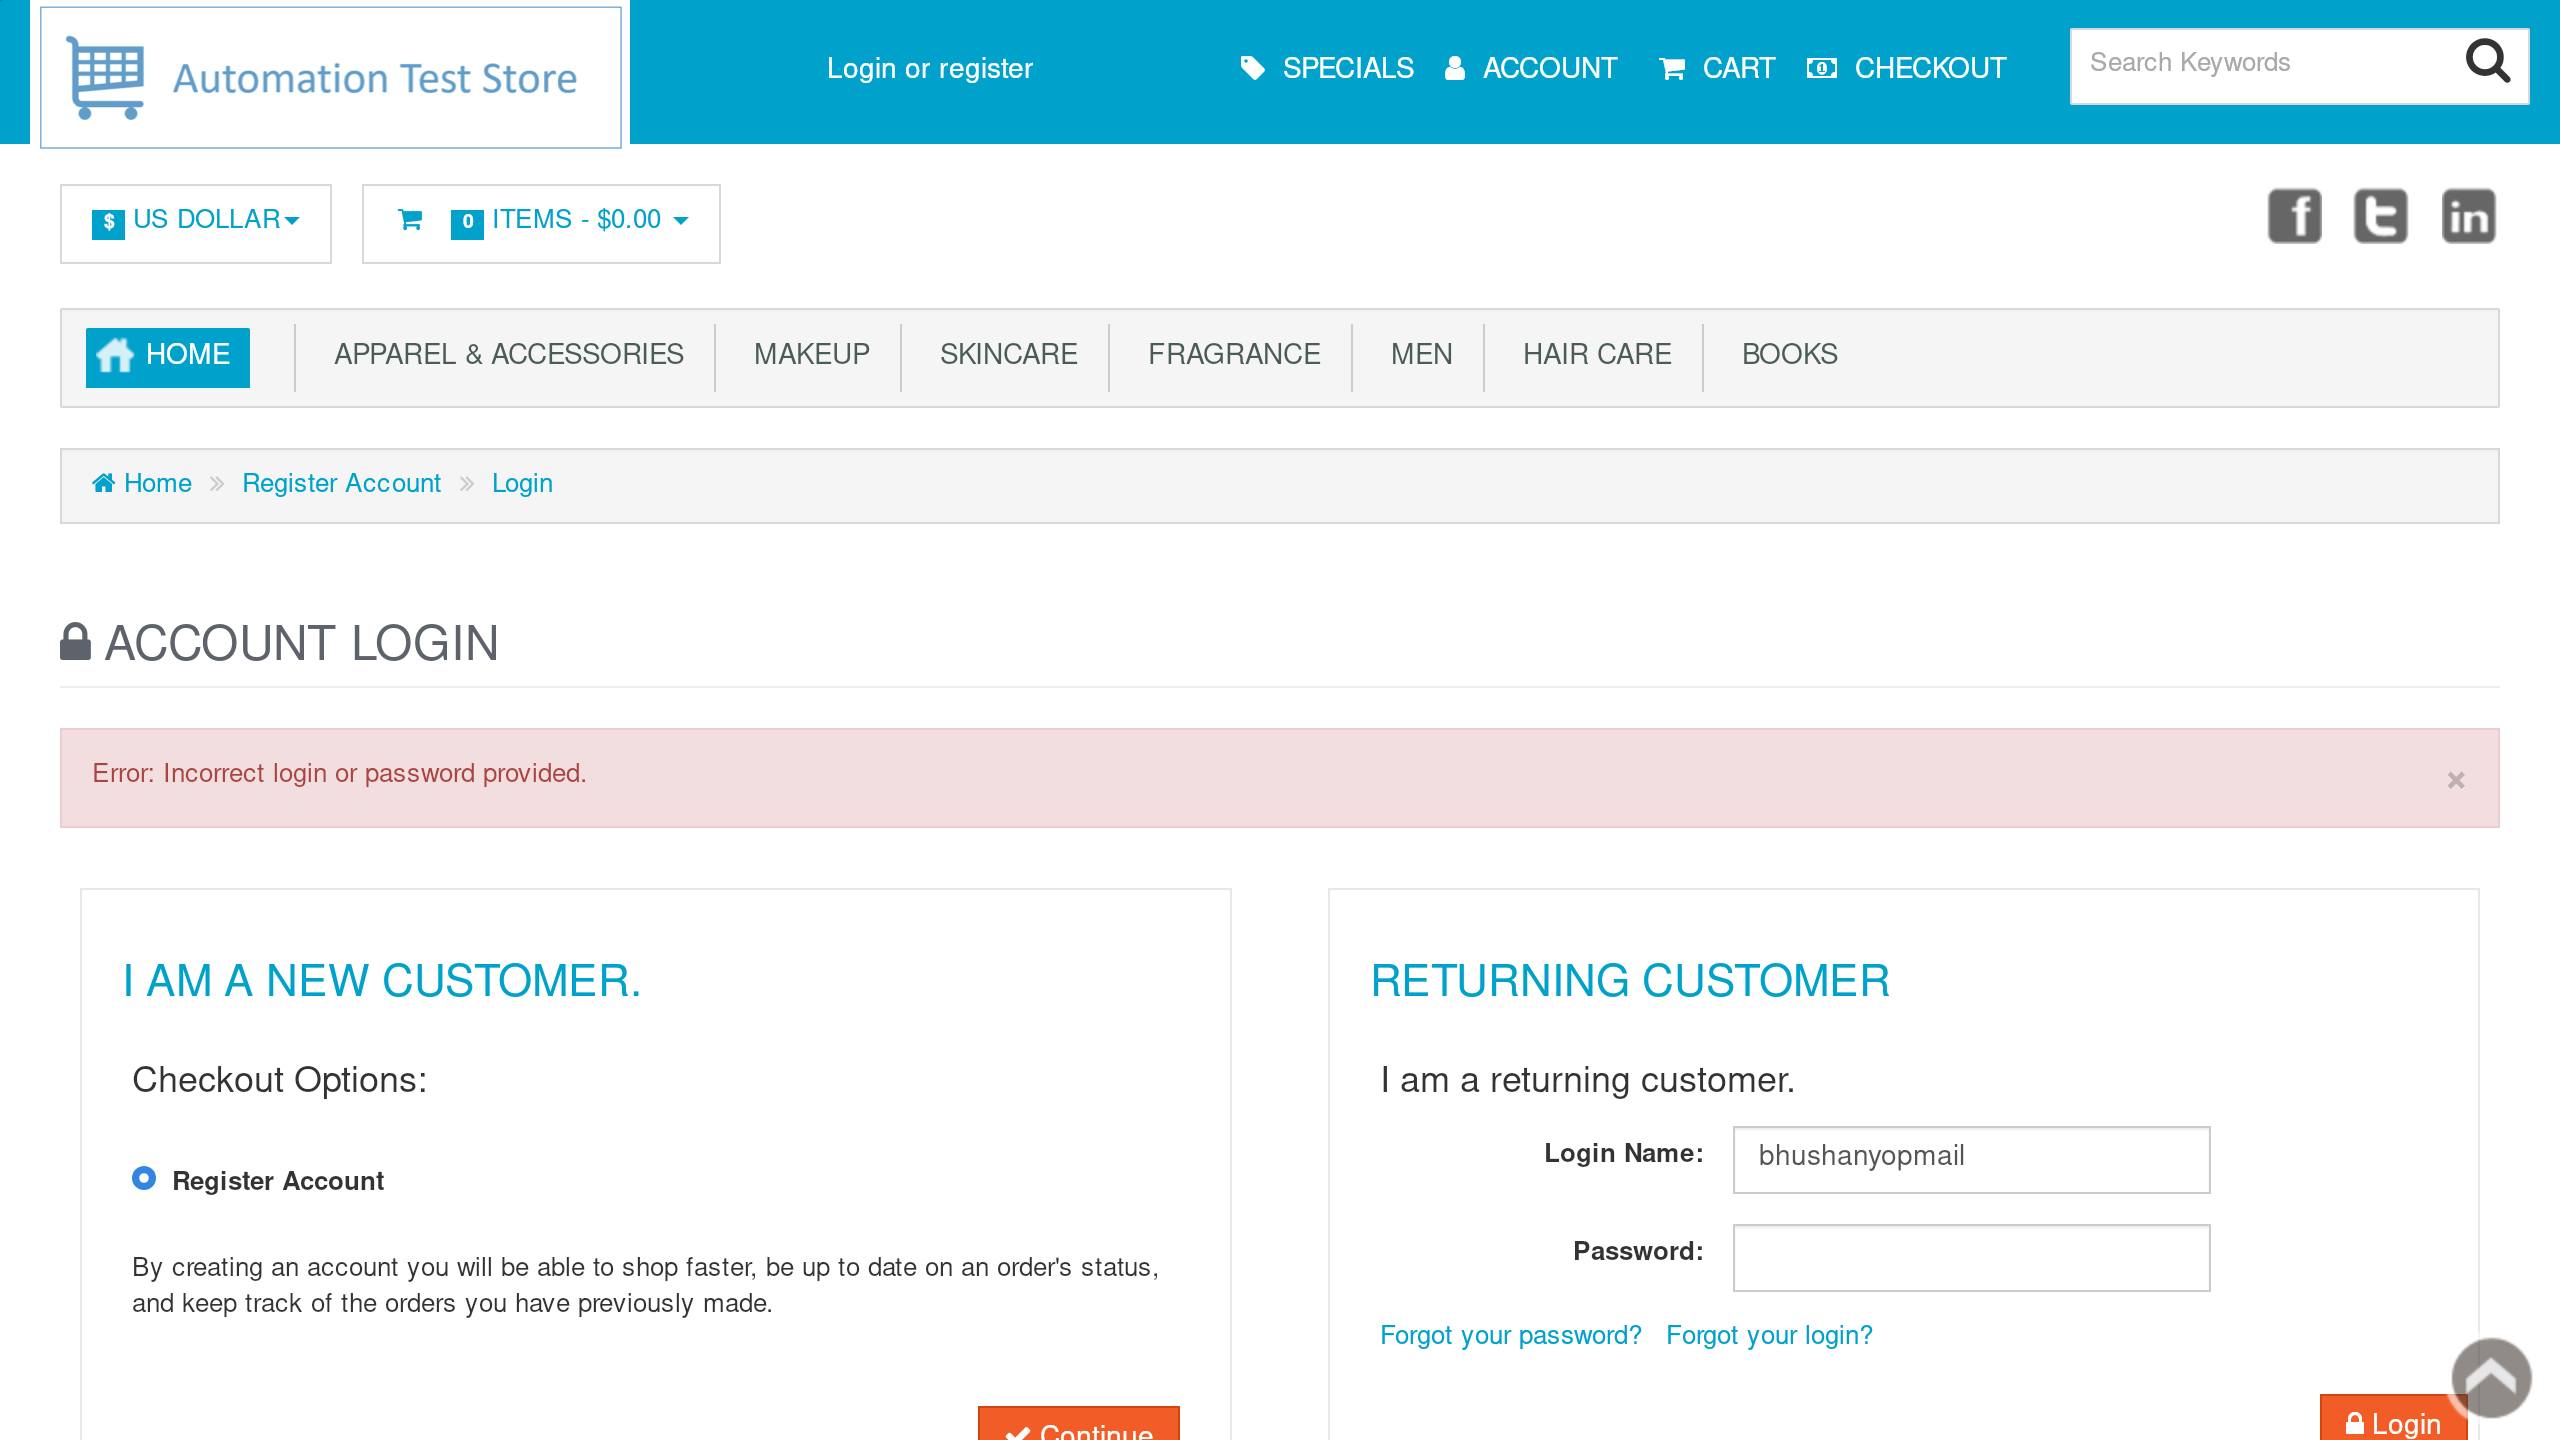 Automation Test Store
Login or register
SPECIALS
ACCOUNT
CART
CHECKOUT
Search Keywords
$ US DOLLAR
0 ITEMS - $0.00
f
t
in
HOME
APPAREL & ACCESSORIES
MAKEUP
SKINCARE
FRAGRANCE
MEN
HAIR CARE
BOOKS
Home » Register Account » Login
ACCOUNT LOGIN
Error: Incorrect login or password provided.
×
I AM A NEW CUSTOMER.
Checkout Options:
Register Account
By creating an account you will be able to shop faster, be up to date on an order's status,
and keep track of the orders you have previously made.
Continue
RETURNING CUSTOMER
I am a returning customer.
Login Name:
bhushanyopmail
Password:
Forgot your password? Forgot your login?
Login